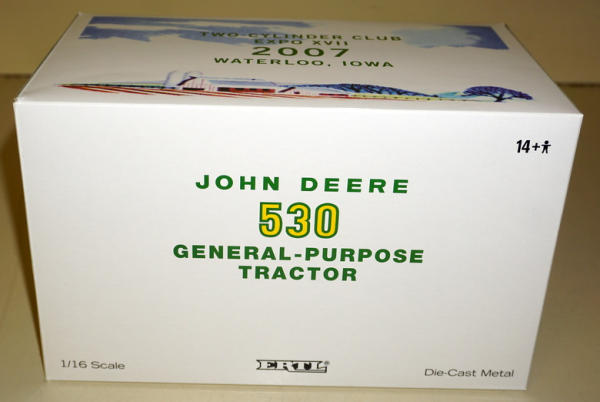 TWO-CYLINDER CLUB
EXPO XVII
2007
WATERLOO, IOWA
14+
JOHN DEERE
530
GENERAL-PURPOSE
TRACTOR
1/16 Scale
ERTL®
Die-Cast Metal